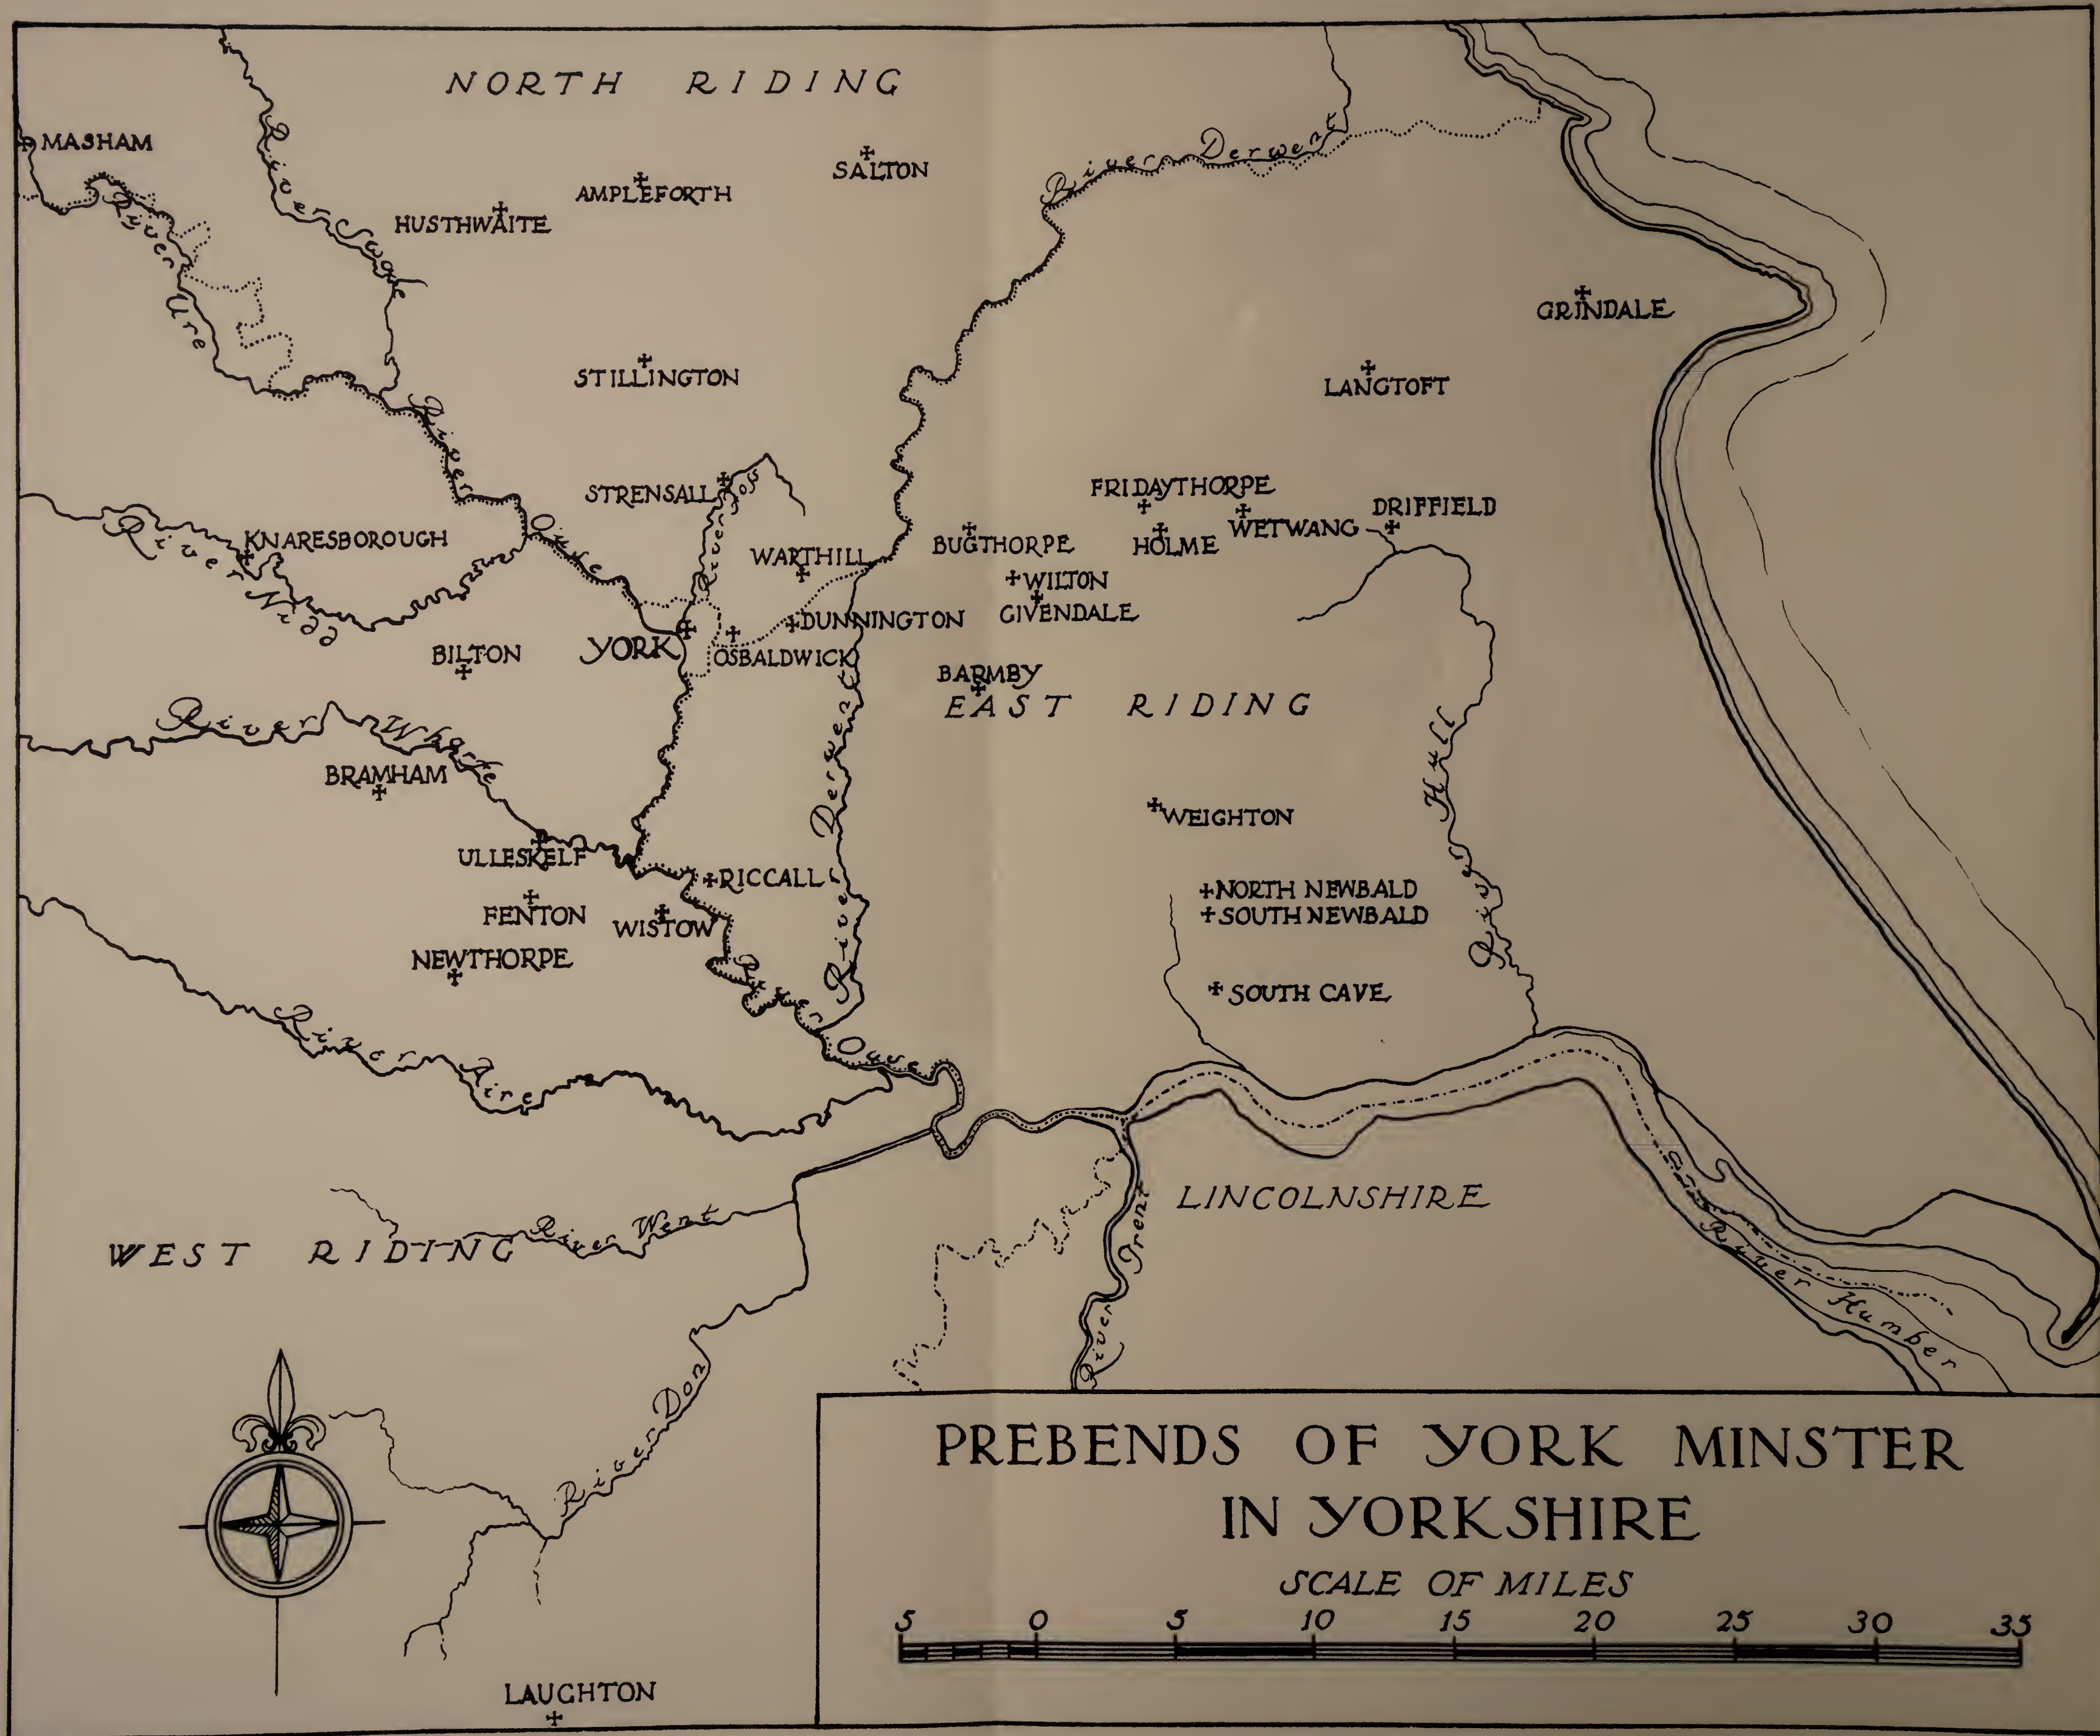 NORTH RIDING
MASHAM
River Swale
River Derwent
SALTON
AMPLEFORTH
HUSTHWAITE
River Ure
GRINDALE
STILLINGTON
LANGTOFT
River Ouse
STRENSALL
River Foss
FRIDAYTHORPE
DRIFFIELD
WETWANG
HOLME
BUGTHORPE
WARTHILL
KNARESBOROUGH
River Nidd
WILTON
GIVENDALE
DUNNINGTON
YORK
OSBALDWICK
BILTON
BARMBY
EAST RIDING
River Wharfe
BRAMHAM
River Derwent
River Hull
WEIGHTON
ULLESKELF
RICCALL
FENTON
WISTOW
NORTH NEWBALD
SOUTH NEWBALD
NEWTHORPE
SOUTH CAVE
River Ouse
River Aire
LINCOLNSHIRE
River Trent
River Went
WEST RIDING
River Humber
River Don
LAUGHTON
PREBENDS OF YORK MINSTER
IN YORKSHIRE
SCALE OF MILES
5 0 5 10 15 20 25 30 35